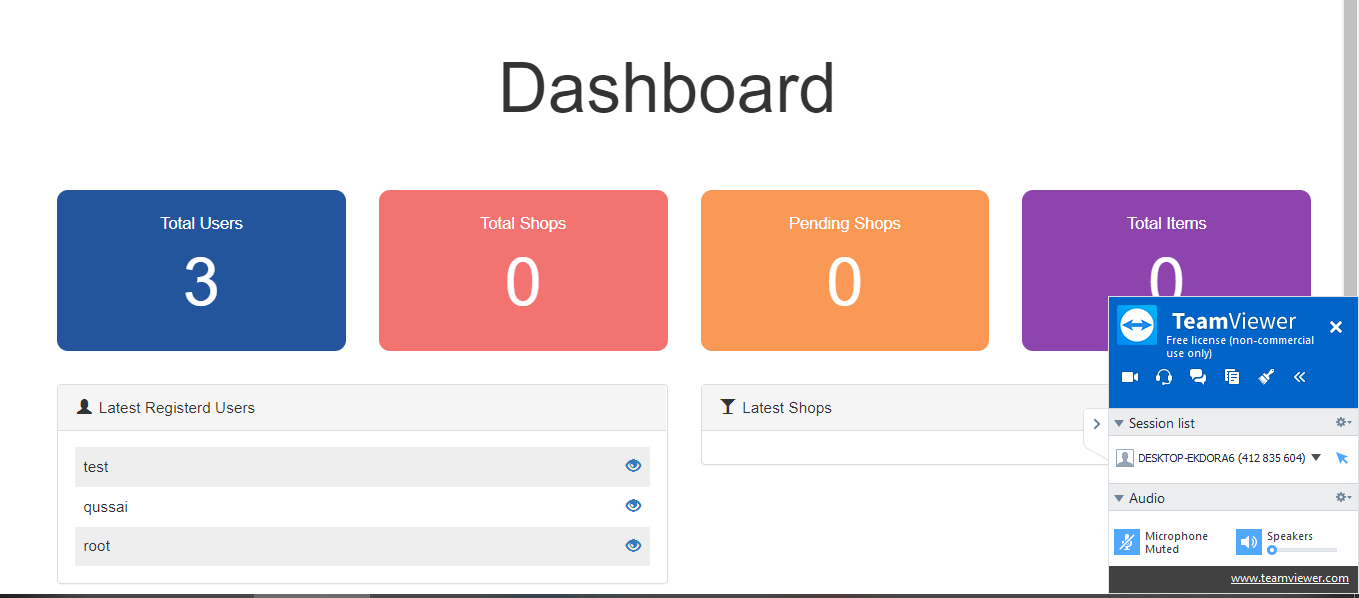 Dashboard
Total Users
3
Total Shops
0
Pending Shops
0
Total Items
0
Latest Registerd Users
test
qussai
root
Latest Shops
TeamViewer
Free license (non-commercial
use only)
Session list
DESKTOP-EKDORA6 (412 835 604)
Audio
Microphone
Muted
Speakers
www.teamviewer.com